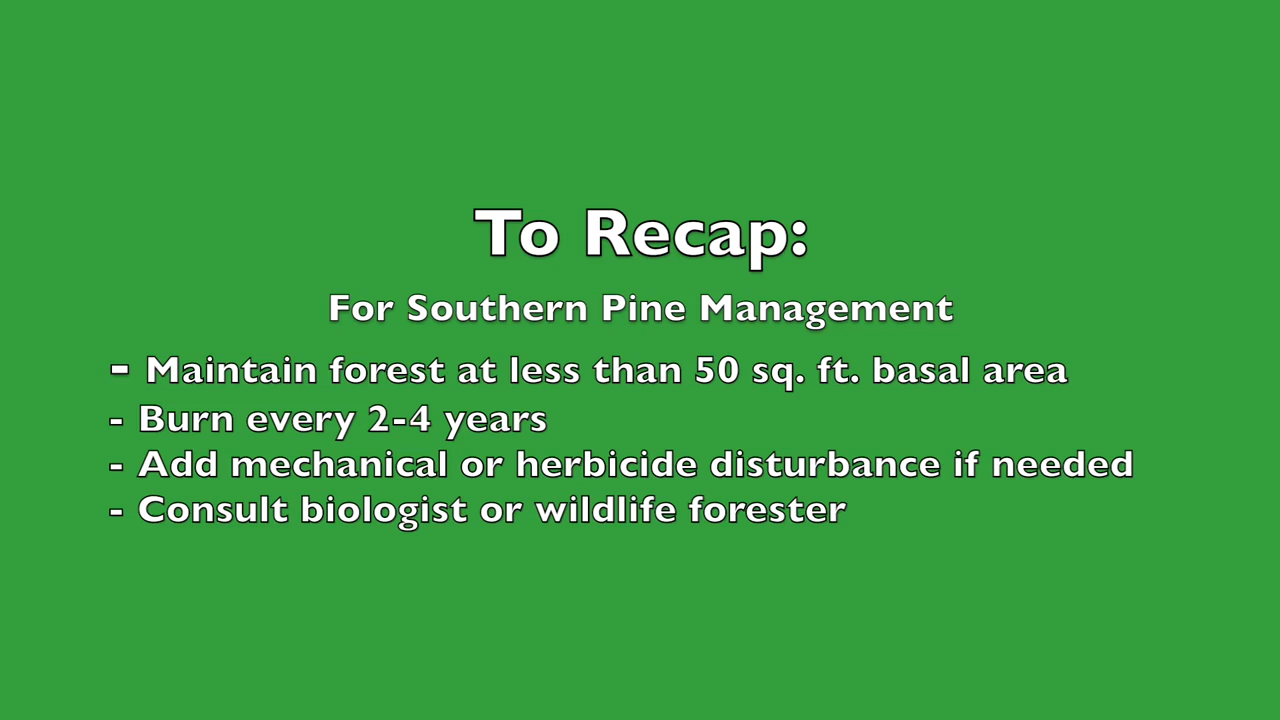 To Recap:
For Southern Pine Management
- Maintain forest at less than 50 sq. ft. basal area
- Burn every 2-4 years
- Add mechanical or herbicide disturbance if needed
- Consult biologist or wildlife forester